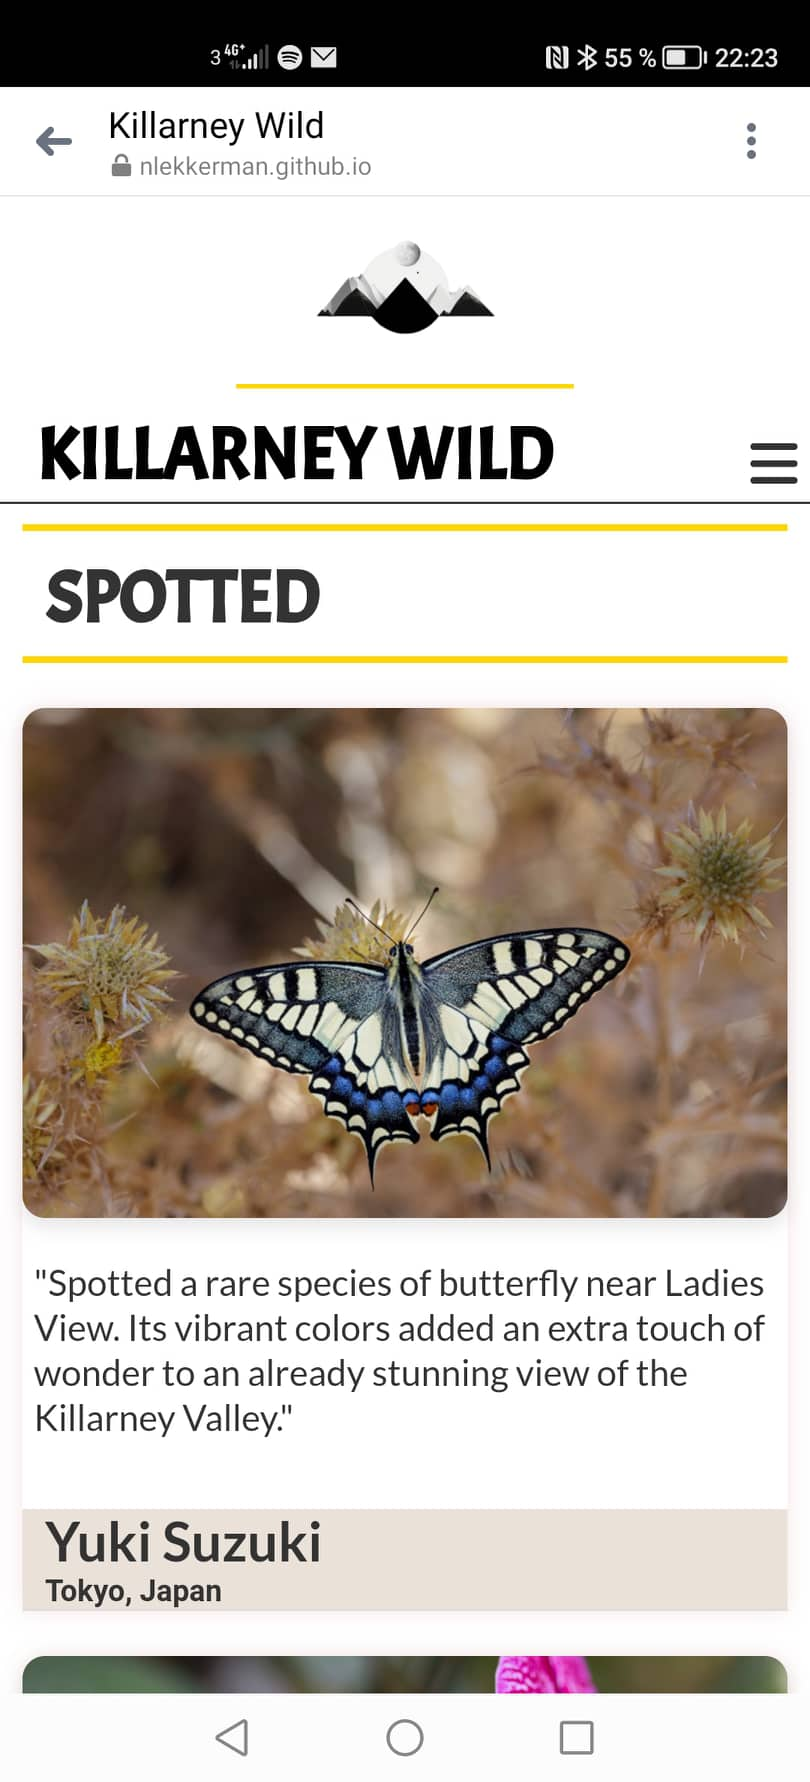 3 4G+ 55 % 22:23
Killarney Wild
nlekkerman.github.io
KILLARNEY WILD
SPOTTED
"Spotted a rare species of butterfly near Ladies
View. Its vibrant colors added an extra touch of
wonder to an already stunning view of the
Killarney Valley."
Yuki Suzuki
Tokyo, Japan